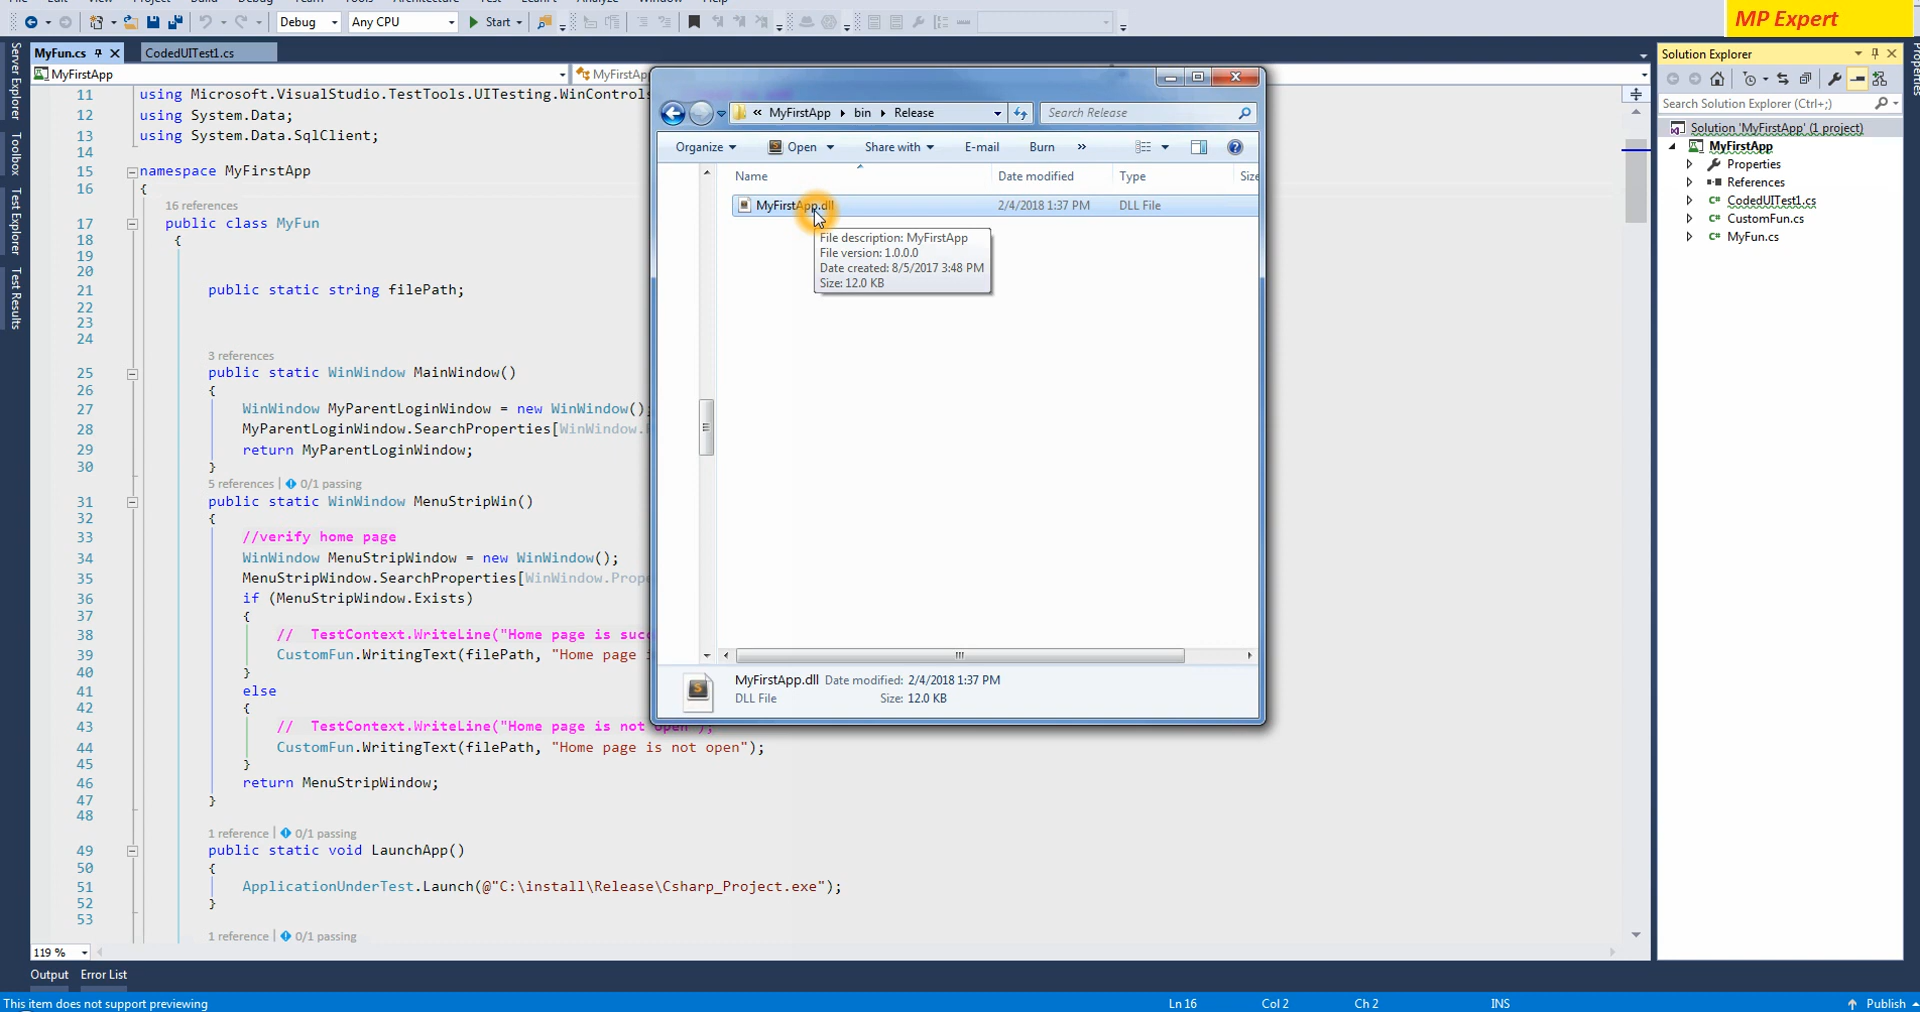 MP Expert
Debug
Any CPU
Start
MyFun.cs
CodedUITest1.cs
MyFirstApp
MyFirstApp
Server Explorer
Toolbox
Test Explorer
Test Results
11 using Microsoft.VisualStudio.TestTools.UITesting.WinControls
12 using System.Data;
13 using System.Data.SqlClient;
14
15 namespace MyFirstApp
16 {
16 references
17 public class MyFun
18 {
19
20
21 public static string filePath;
22
23
24
3 references
25 public static WinWindow MainWindow()
26 {
27 WinWindow MyParentLoginWindow = new WinWindow();
28 MyParentLoginWindow.SearchProperties[WinWindow.
29 return MyParentLoginWindow;
30 }
5 references | 0/1 passing
31 public static WinWindow MenuStripWin()
32 {
33 //verify home page
34 WinWindow MenuStripWindow = new WinWindow();
35 MenuStripWindow.SearchProperties[WinWindow.Prope
36 if (MenuStripWindow.Exists)
37 {
38 // TestContext.WriteLine("Home page is succ
39 CustomFun.WritingText(filePath, "Home page i
40 }
41 else
42 {
43 // TestContext.WriteLine("Home page is not open");
44 CustomFun.WritingText(filePath, "Home page is not open");
45 }
46 return MenuStripWindow;
47 }
48
1 reference | 0/1 passing
49 public static void LaunchApp()
50 {
51 ApplicationUnderTest.Launch(@"C:\install\Release\Csharp_Project.exe");
52 }
53
1 reference | 0/1 passing
119 %
Output Error List
This item does not support previewing
Ln 16 Col 2 Ch 2 INS
Publish
« MyFirstApp bin Release
Search Release
Organize Open Share with E-mail Burn »
Name Date modified Type Size
MyFirstApp.dll 2/4/2018 1:37 PM DLL File
File description: MyFirstApp
File version: 1.0.0.0
Date created: 8/5/2017 3:48 PM
Size: 12.0 KB
MyFirstApp.dll Date modified: 2/4/2018 1:37 PM
DLL File Size: 12.0 KB
Solution Explorer
Search Solution Explorer (Ctrl+;)
Solution 'MyFirstApp' (1 project)
MyFirstApp
Properties
References
CodedUITest1.cs
CustomFun.cs
MyFun.cs
Properties